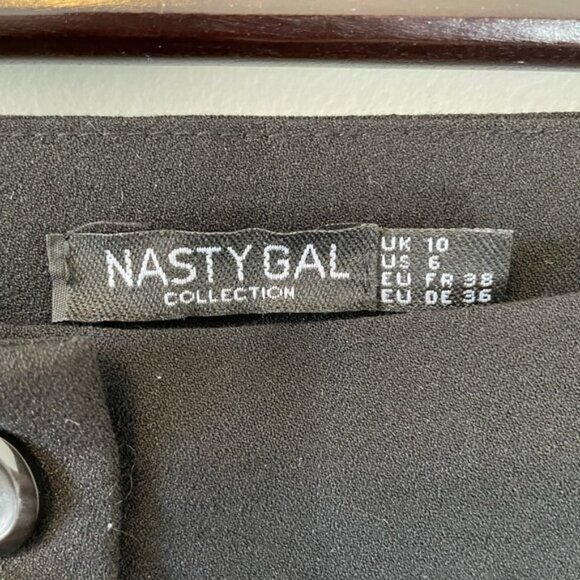 NASTY GAL
COLLECTION
UK 10
US 6
EU FR 38
EU DE 36